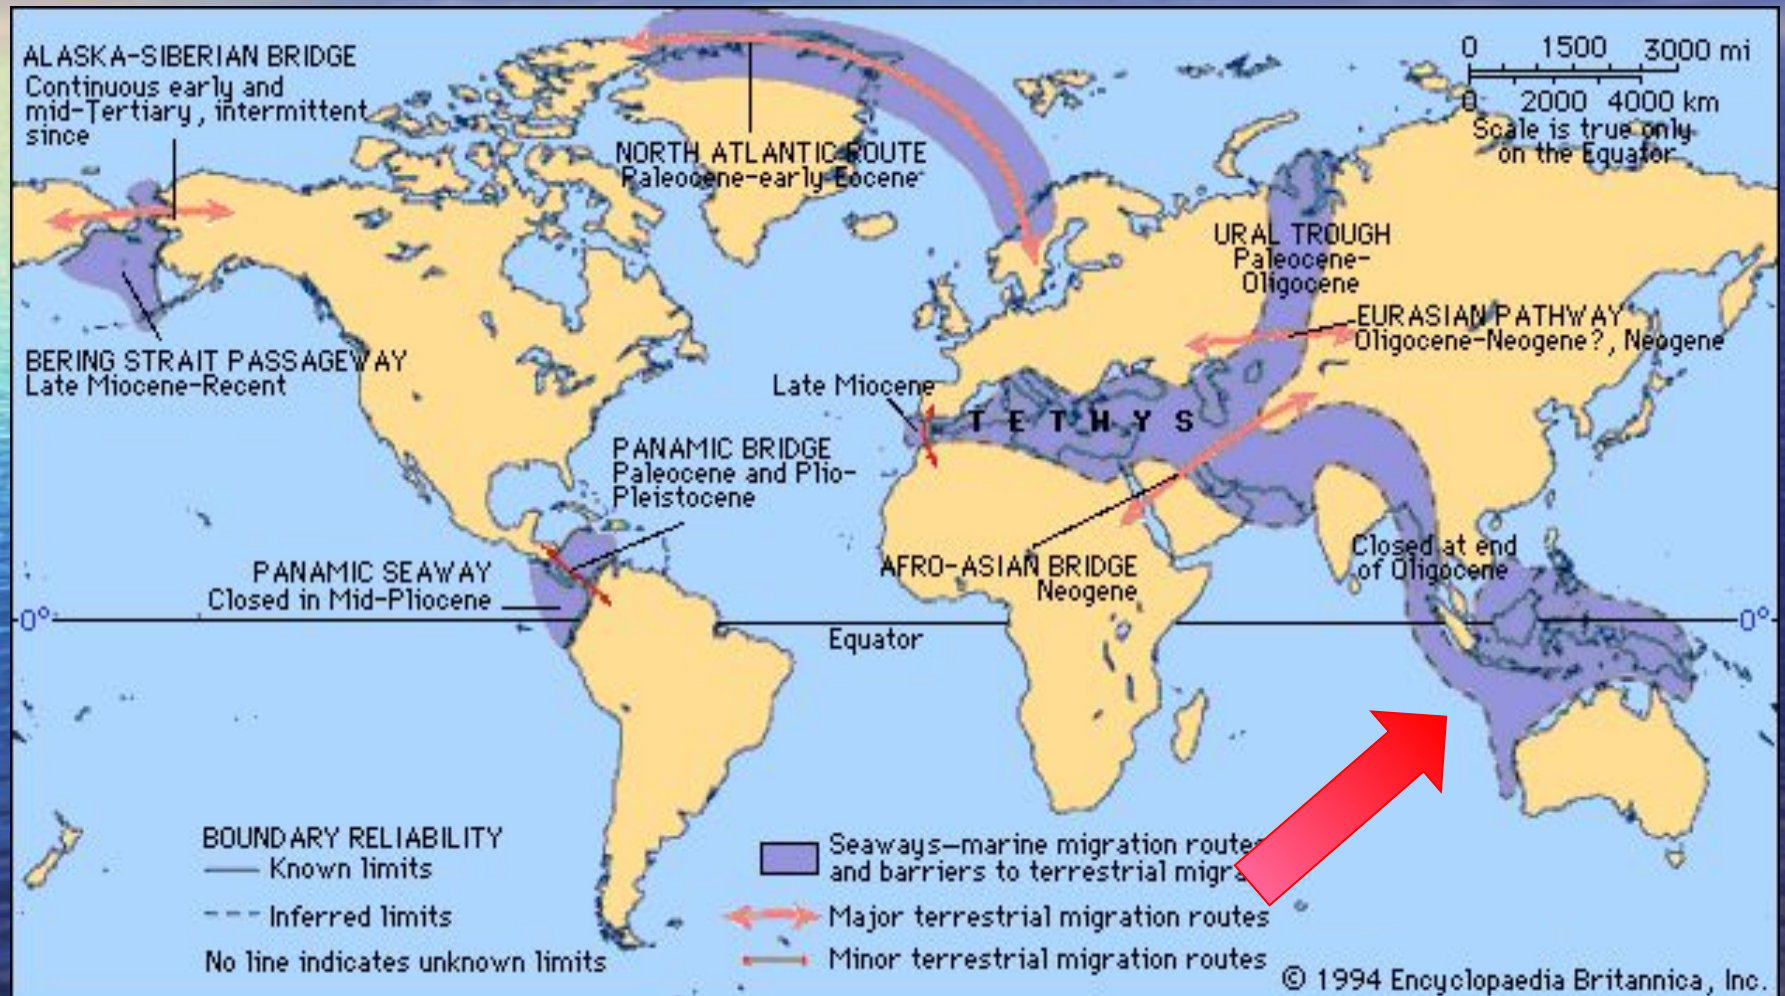 ALASKA-SIBERIAN BRIDGE
Continuous early and
mid-Tertiary, intermittent
since
0 1500 3000 mi
0 2000 4000 km
Scale is true only
on the Equator
NORTH ATLANTIC ROUTE
Paleocene-early Eocene
URAL TROUGH
Paleocene-
Oligocene
EURASIAN PATHWAY
Oligocene-Neogene?, Neogene
BERING STRAIT PASSAGEWAY
Late Miocene-Recent
Late Miocene
TETHYS
PANAMIC BRIDGE
Paleocene and Plio-
Pleistocene
Closed at end
of Oligocene
AFRO-ASIAN BRIDGE
Neogene
PANAMIC SEAWAY
Closed in Mid-Pliocene
0°
0°
Equator
BOUNDARY RELIABILITY
Known limits
Inferred limits
No line indicates unknown limits
Seaways—marine migration routes
and barriers to terrestrial
Major terrestrial migration routes
Minor terrestrial migration routes
© 1994 Encyclopaedia Britannica, Inc.